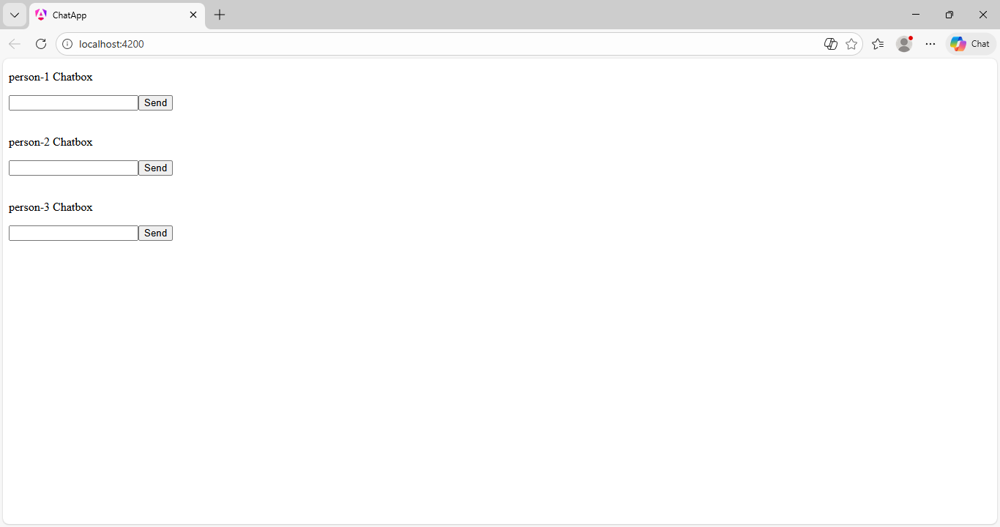 ChatApp
localhost:4200
Chat
person-1 Chatbox
Send
person-2 Chatbox
Send
person-3 Chatbox
Send